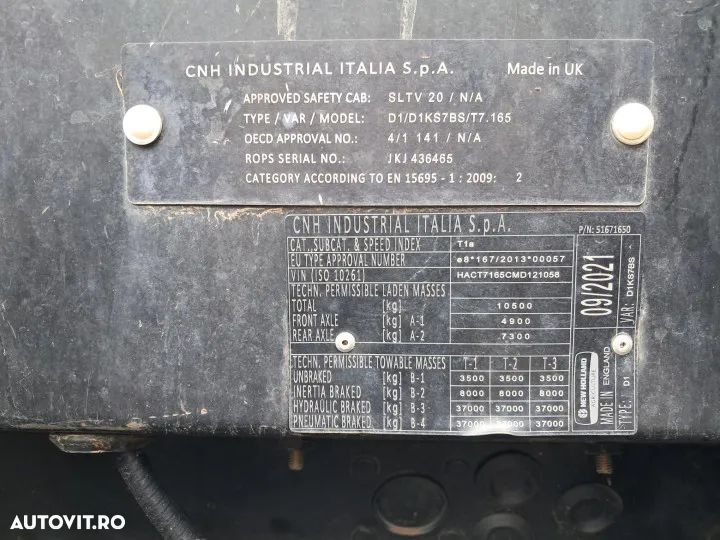 CNH INDUSTRIAL ITALIA S.p.A. Made in UK
APPROVED SAFETY CAB: SLTV 20 / N/A
TYPE / VAR / MODEL: D1/D1KS7BS/T7.165
OECD APPROVAL NO.: 4/1 141 / N/A
ROPS SERIAL NO.: JKJ 436465
CATEGORY ACCORDING TO EN 15695 - 1 : 2009: 2
CNH INDUSTRIAL ITALIA S.p.A. P/N: 51671650
CAT.,SUBCAT. & SPEED INDEX T1a
EU TYPE APPROVAL NUMBER e8*167/2013*00057
VIN (ISO 10261) HACT7165CMD121058
TECHN. PERMISSIBLE LADEN MASSES
TOTAL [kg] 10500
FRONT AXLE [kg] A-1 4900
REAR AXLE [kg] A-2 7300
TECHN. PERMISSIBLE TOWABLE MASSES T-1 T-2 T-3
UNBRAKED [kg] B-1 3500 3500 3500
INERTIA BRAKED [kg] B-2 8000 8000 8000
HYDRAULIC BRAKED [kg] B-3 37000 37000 37000
PNEUMATIC BRAKED [kg] B-4 37000 37000 37000
09/2021
NEW HOLLAND
AGRICULTURE
MADE IN ENGLAND
TYPE: D1 VAR: D1KS7BS
AUTOVIT.RO